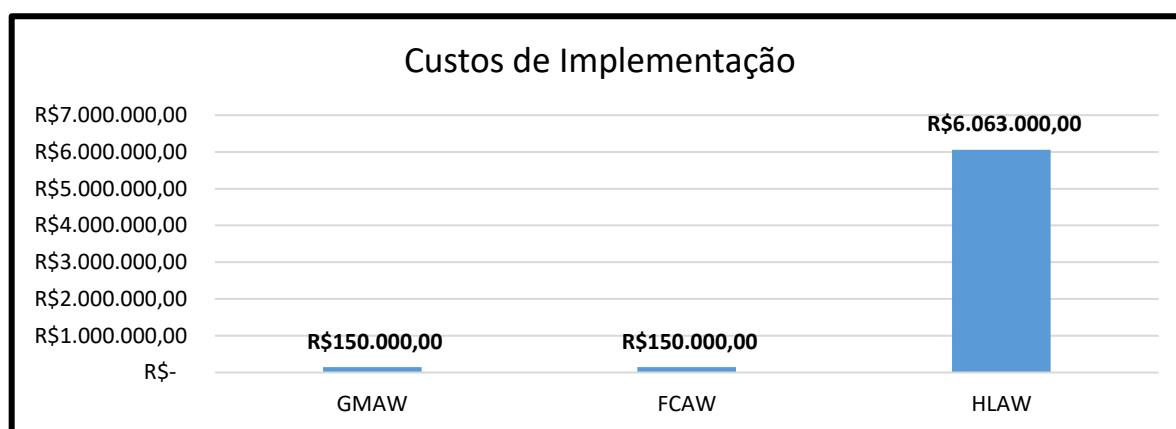 Custos de Implementação
R$7.000.000,00
R$6.063.000,00
R$6.000.000,00
R$5.000.000,00
R$4.000.000,00
R$3.000.000,00
R$2.000.000,00
R$1.000.000,00
R$150.000,00
R$150.000,00
R$-
GMAW
FCAW
HLAW